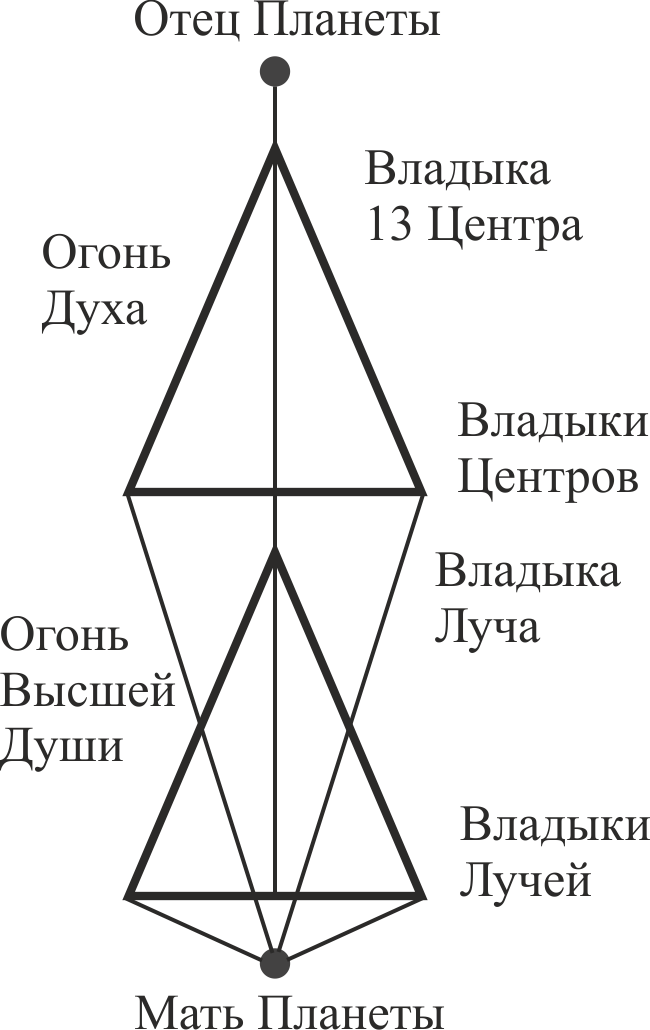 Отец Планеты
Владыка
13 Центра
Огонь
Духа
Владыки
Центров
Владыка
Луча
Огонь
Высшей
Души
Владыки
Лучей
Мать Планеты